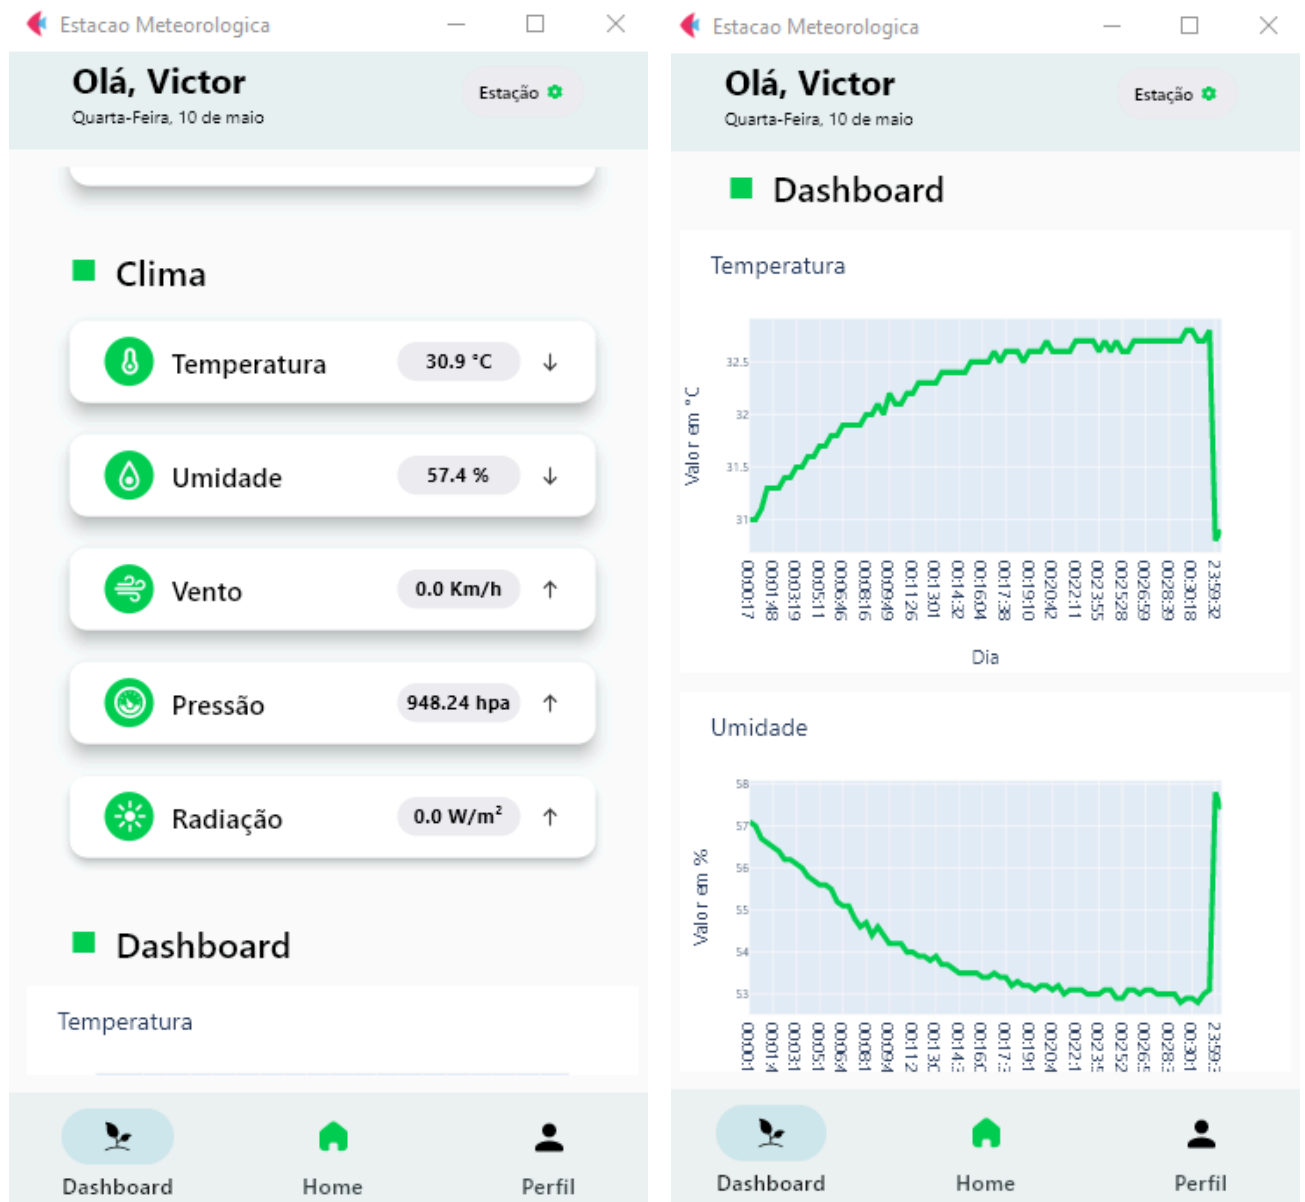 Estacao Meteorologica
Olá, Victor
Estação
Quarta-Feira, 10 de maio
Clima
Temperatura 30.9 °C
Umidade 57.4 %
Vento 0.0 Km/h
Pressão 948.24 hpa
Radiação 0.0 W/m²
Dashboard
Temperatura
Dashboard Home Perfil
Estacao Meteorologica
Olá, Victor
Estação
Quarta-Feira, 10 de maio
Dashboard
Temperatura
Valor em °C
32.5
32
31.5
31
00:00:17 00:01:48 00:03:19 00:05:11 00:06:46 00:08:16 00:09:49 00:11:26 00:13:01 00:14:32 00:16:04 00:17:38 00:19:10 00:20:42 00:22:11 00:23:55 00:25:28 00:26:59 00:28:39 00:30:18 23:59:32
Dia
Umidade
Valor em %
58
57
56
55
54
53
Dashboard Home Perfil